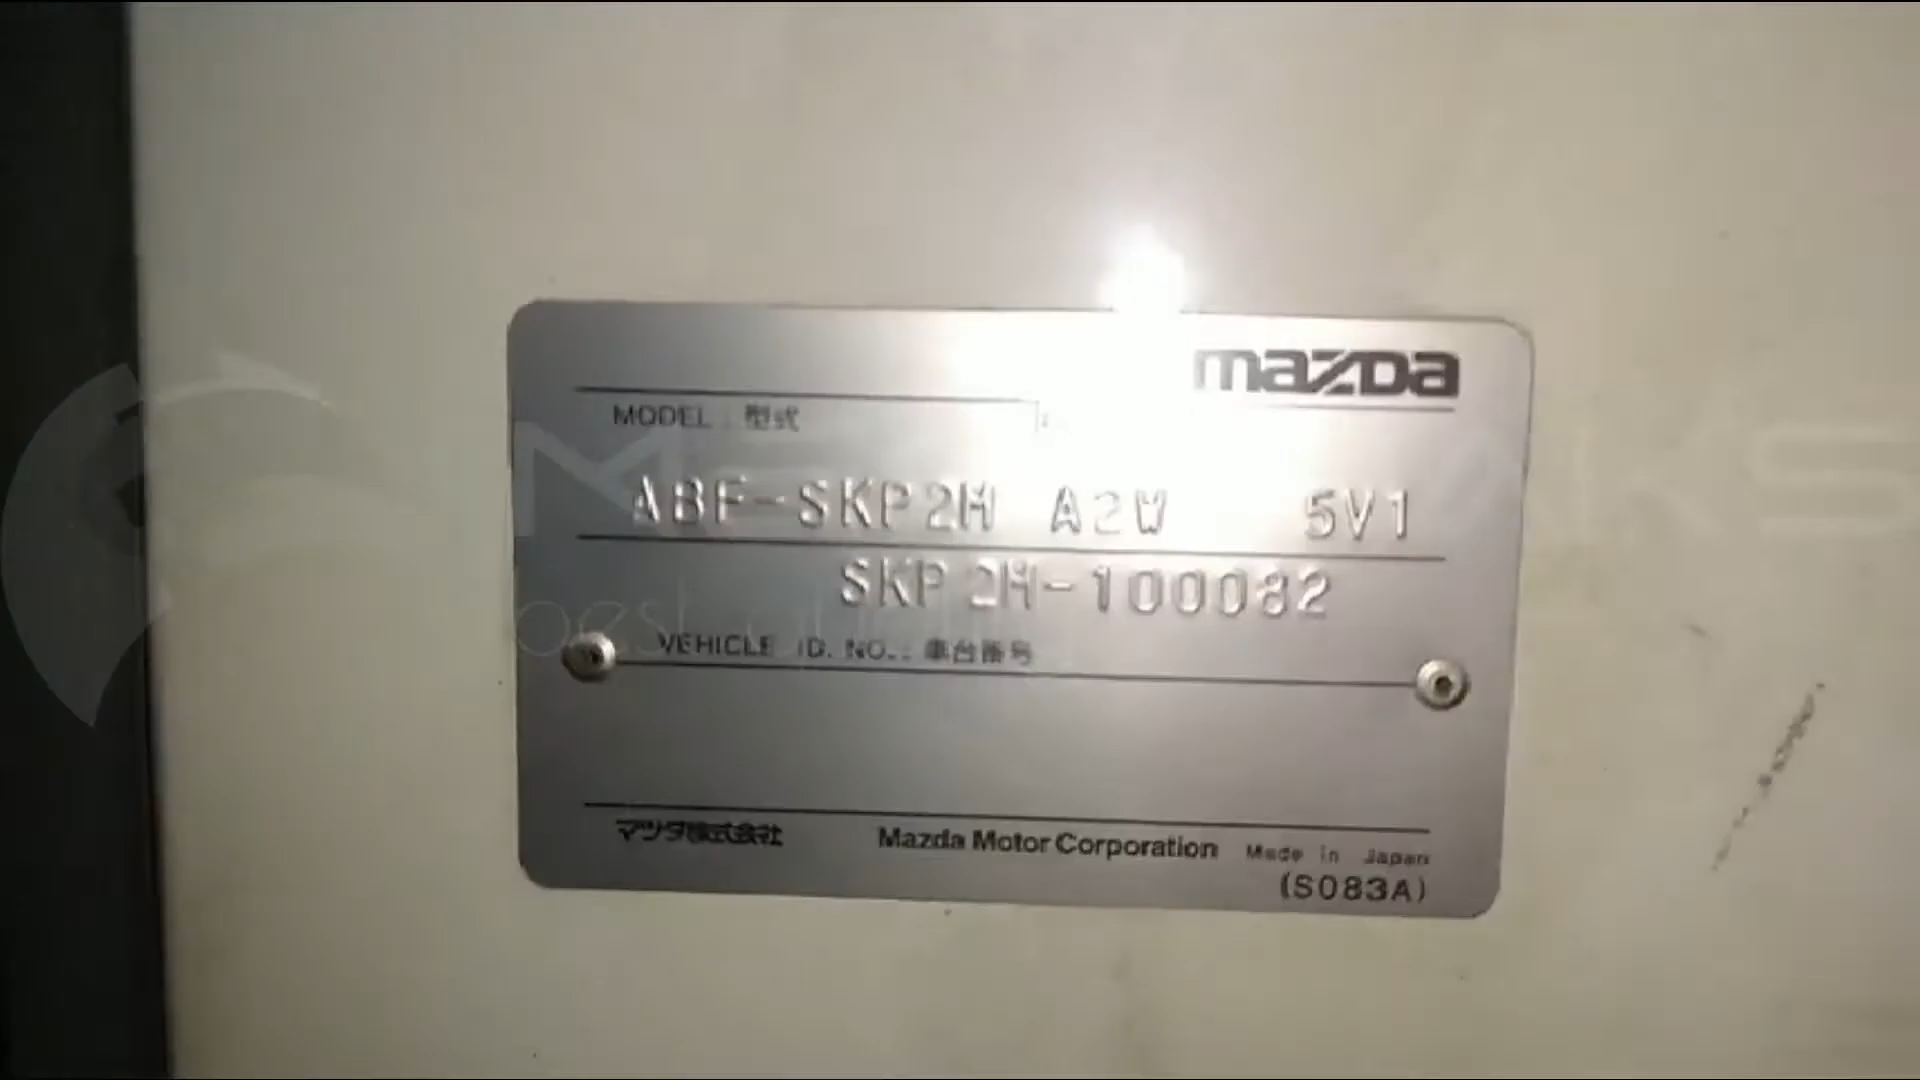 mazda
MODEL : 型式
ABF-SKP2M A2W 5V1
SKP2M-100082
VEHICLE ID. NO.: 車台番号
マツダ株式会社 Mazda Motor Corporation Made in Japan
(S083A)